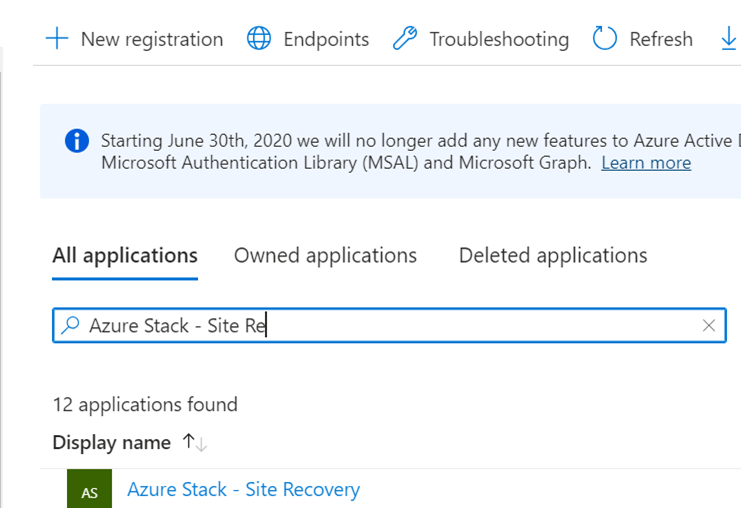 New registration Endpoints Troubleshooting Refresh
Starting June 30th, 2020 we will no longer add any new features to Azure Active
Microsoft Authentication Library (MSAL) and Microsoft Graph. Learn more
All applications Owned applications Deleted applications
Azure Stack - Site Re
12 applications found
Display name
AS Azure Stack - Site Recovery